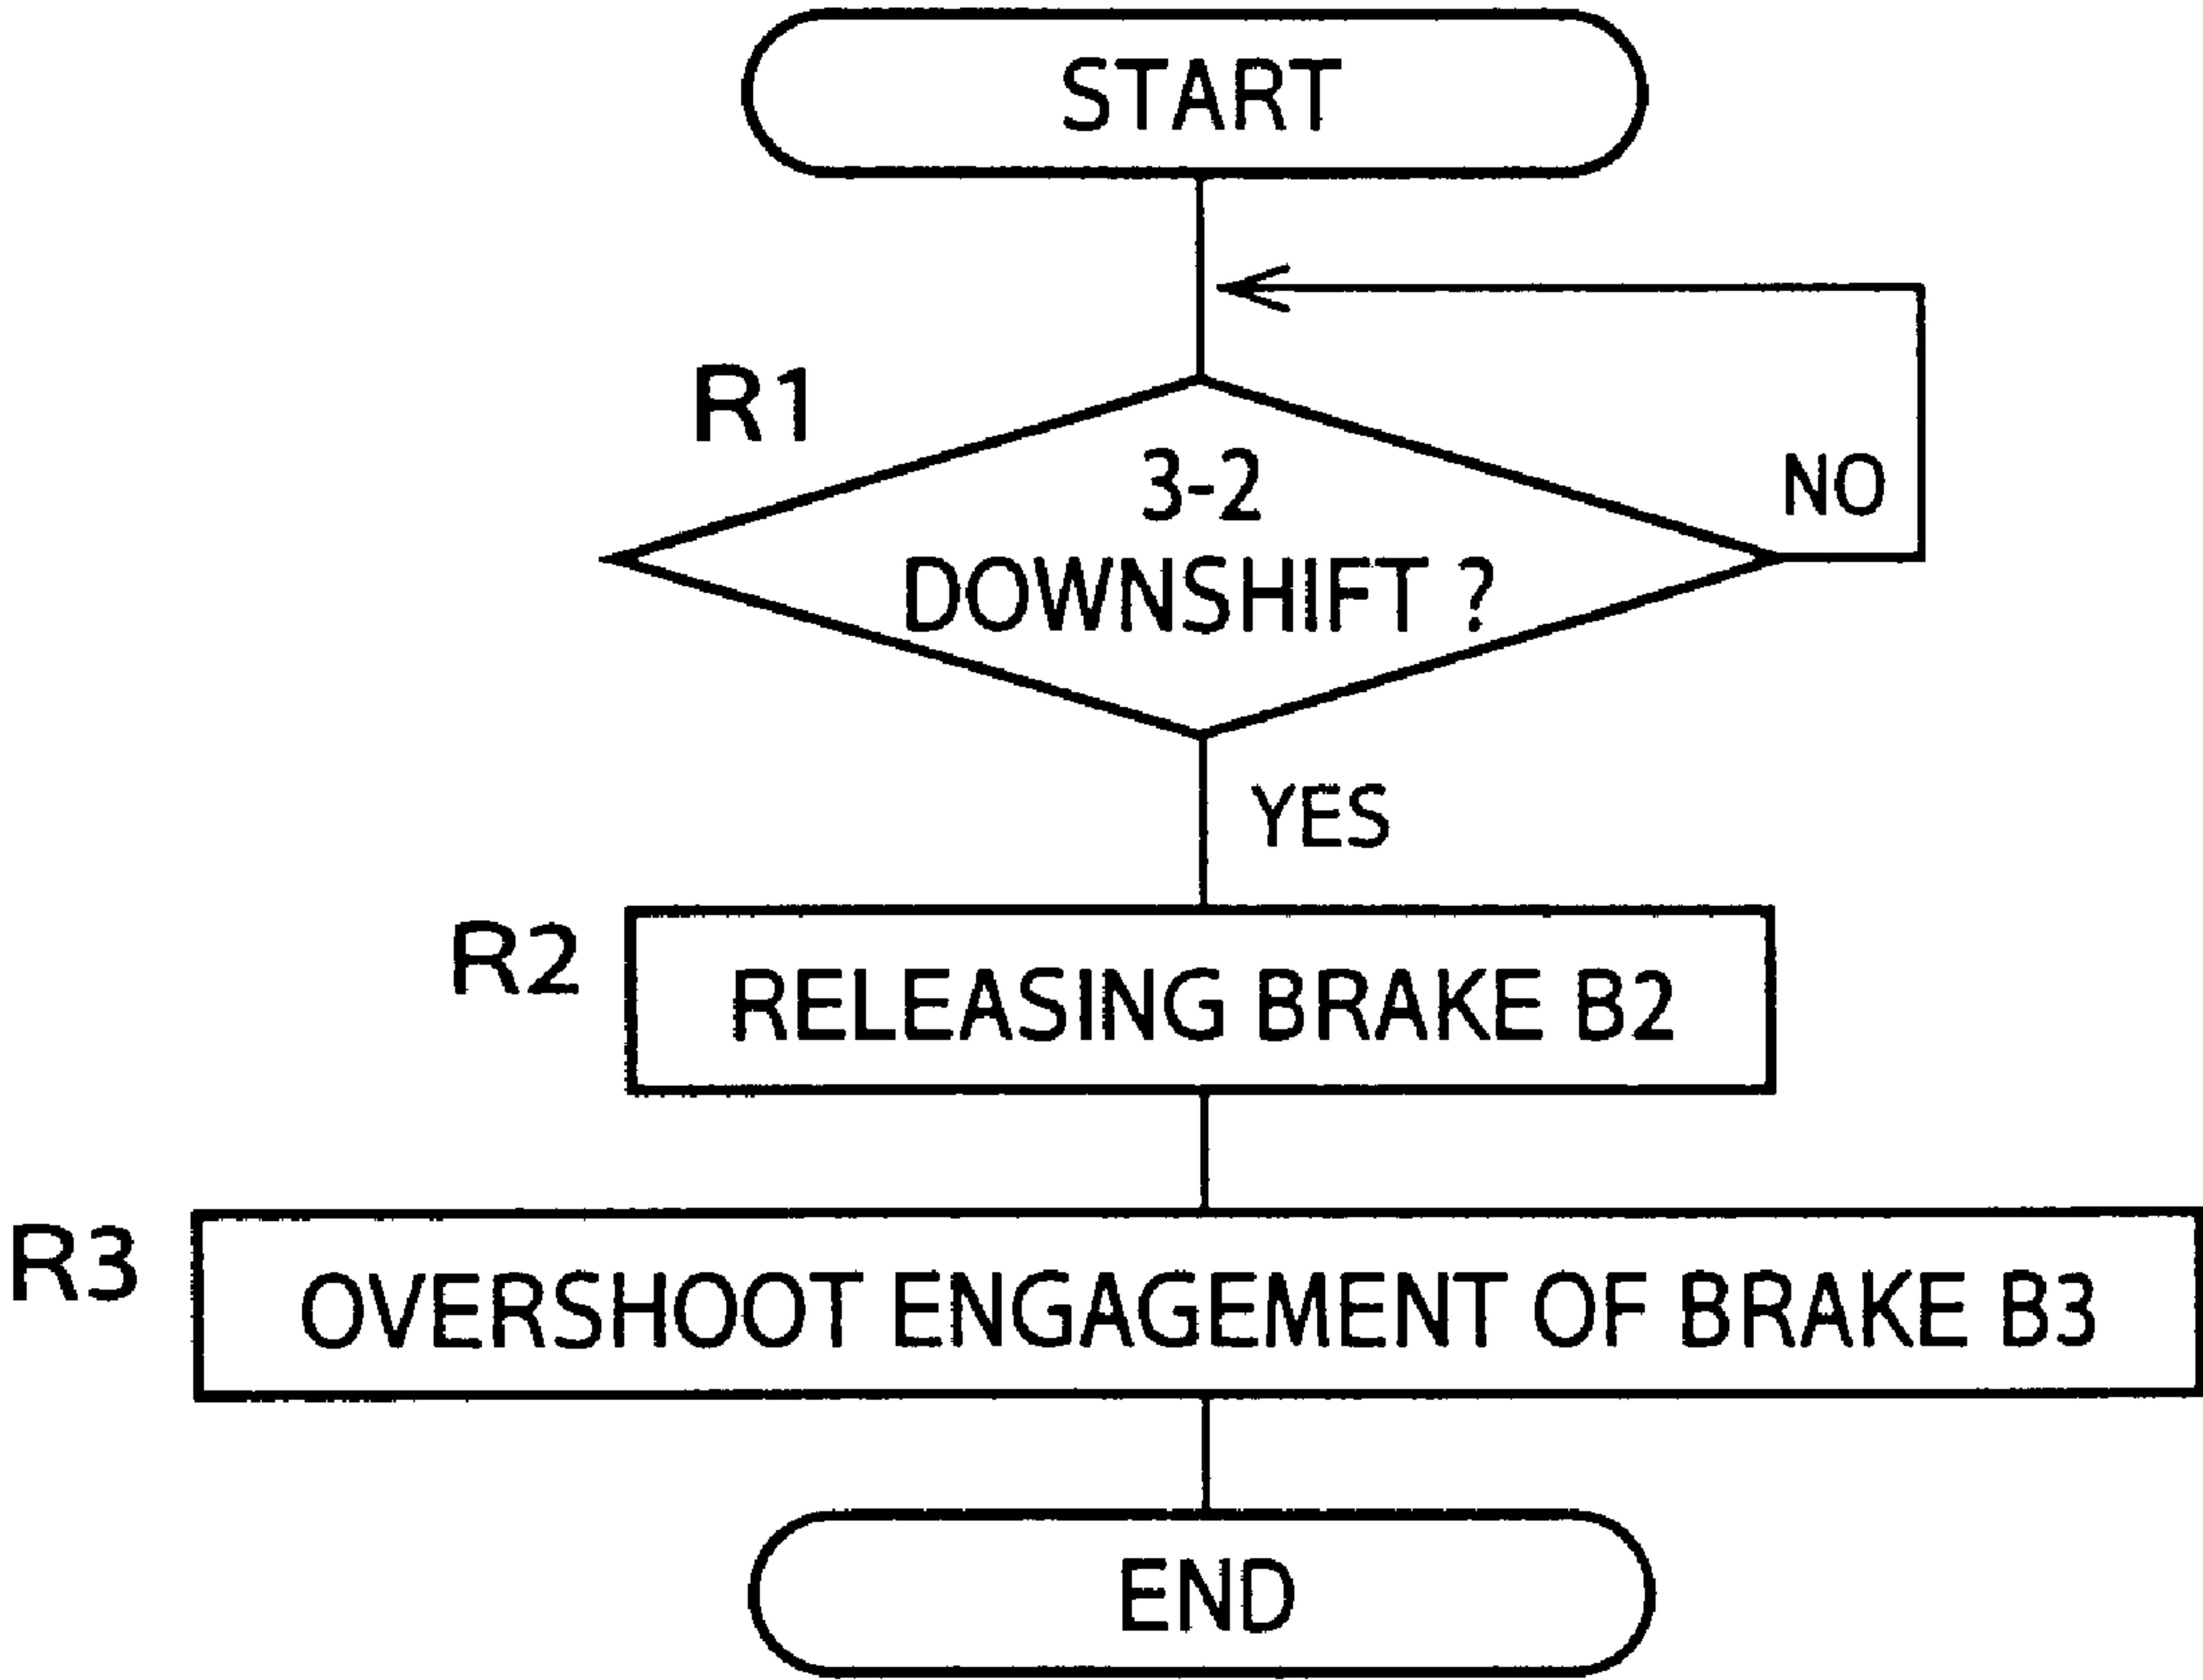 START
R1
3-2
DOWNSHIFT ?
NO
YES
R2
RELEASING BRAKE B2
R3
OVERSHOOT ENGAGEMENT OF BRAKE B3
END